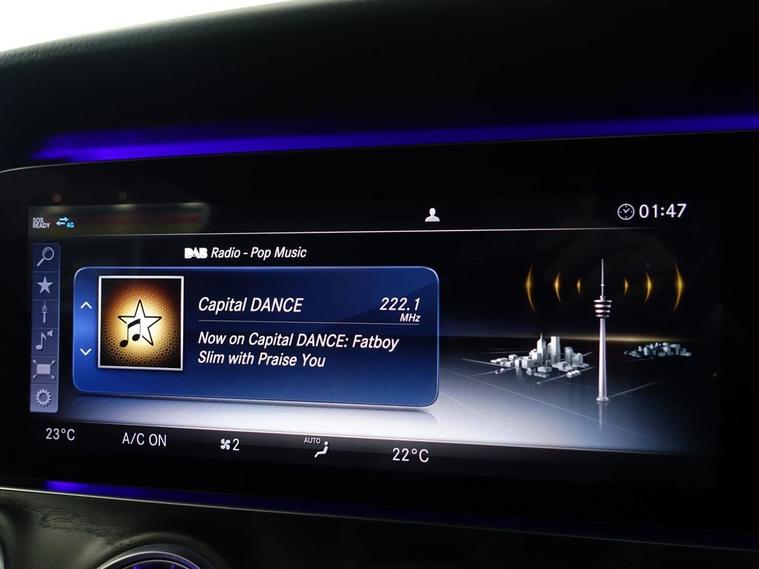 SOS READY 4G
01:47
DAB Radio - Pop Music
Capital DANCE 222.1 MHz
Now on Capital DANCE: Fatboy
Slim with Praise You
23°C A/C ON 2 AUTO 22°C